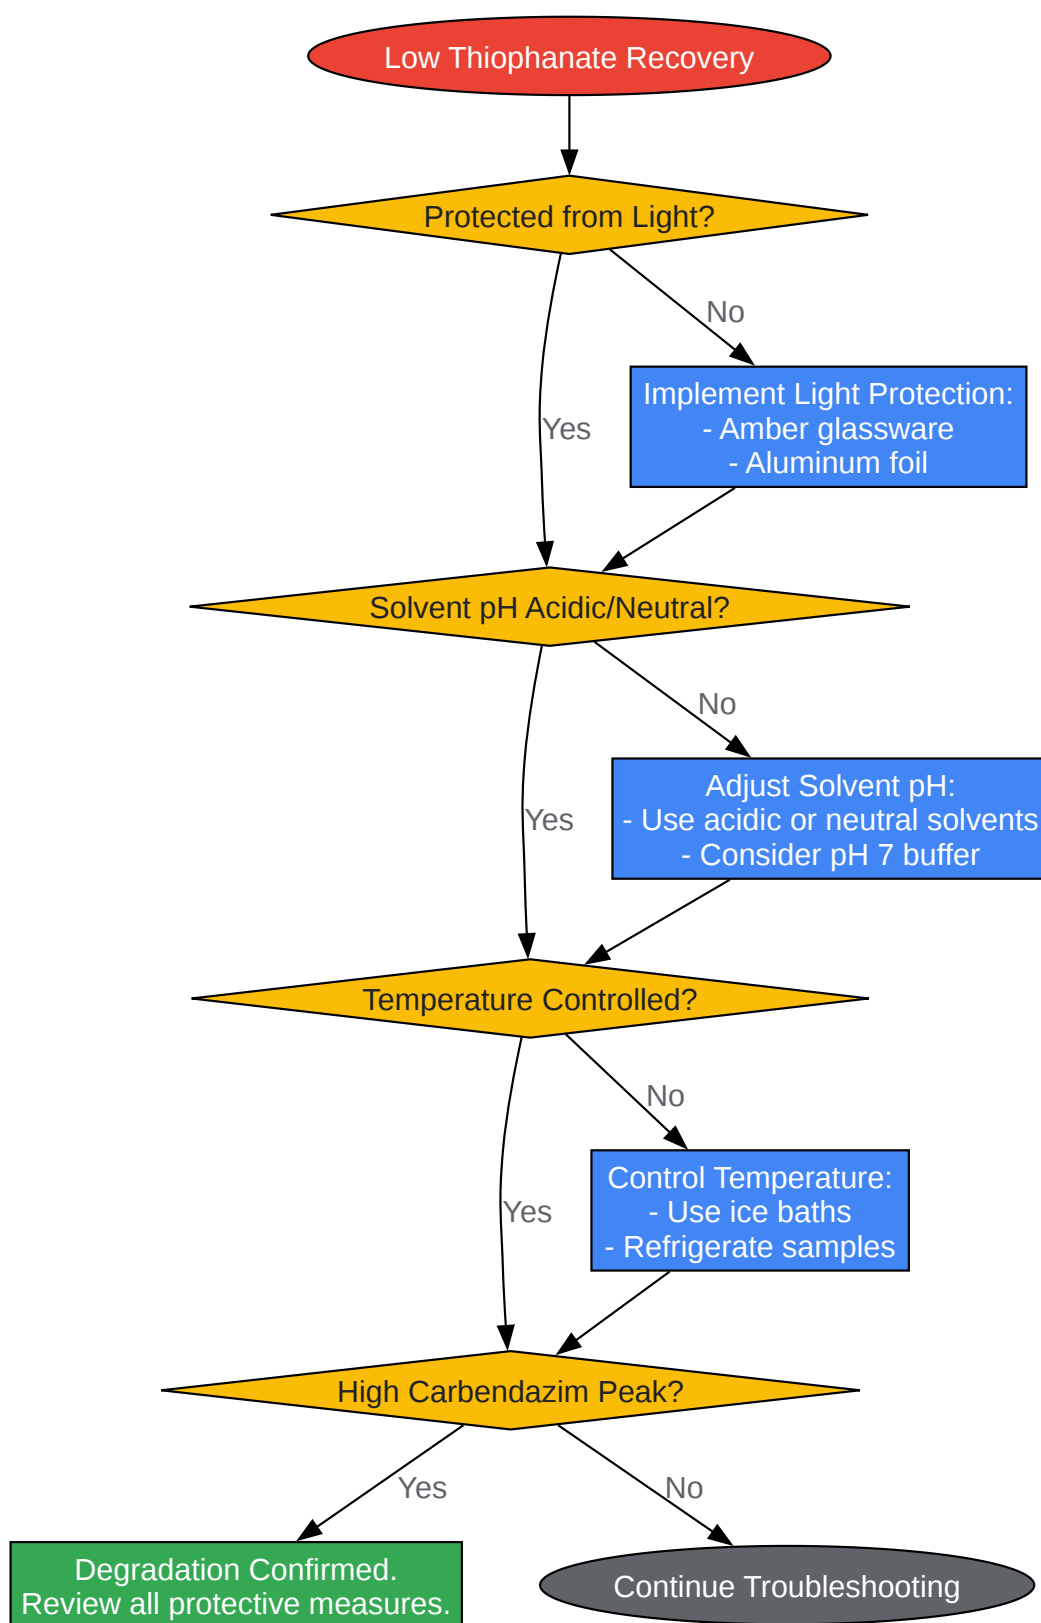 Low Thiophanate Recovery
Protected from Light?
No
Implement Light Protection:
- Amber glassware
- Aluminum foil
Yes
Solvent pH Acidic/Neutral?
No
Adjust Solvent pH:
- Use acidic or neutral solvents
- Consider pH 7 buffer
Yes
Temperature Controlled?
No
Control Temperature:
- Use ice baths
- Refrigerate samples
Yes
High Carbendazim Peak?
Yes
No
Degradation Confirmed.
Review all protective measures.
Continue Troubleshooting